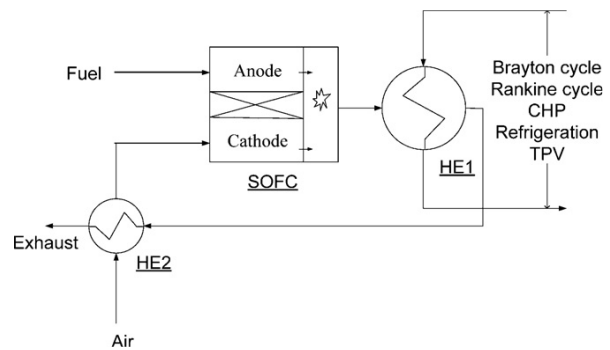 Fuel
Anode
Cathode
SOFC
HE1
Brayton cycle
Rankine cycle
CHP
Refrigeration
TPV
Exhaust
HE2
Air